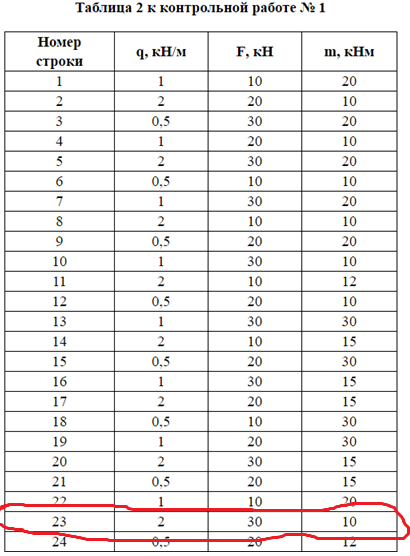 Таблица 2 к контрольной работе № 1
Номер строки q, кН/м F, кН m, кНм
1 1 10 20
2 2 20 10
3 0,5 30 20
4 1 20 10
5 2 30 20
6 0,5 10 10
7 1 30 20
8 2 10 10
9 0,5 20 20
10 1 30 10
11 2 10 12
12 0,5 20 10
13 1 30 30
14 2 10 15
15 0,5 20 30
16 1 30 15
17 2 20 15
18 0,5 10 30
19 1 20 30
20 2 30 15
21 0,5 20 15
22 1 10 20
23 2 30 10
24 0,5 20 12